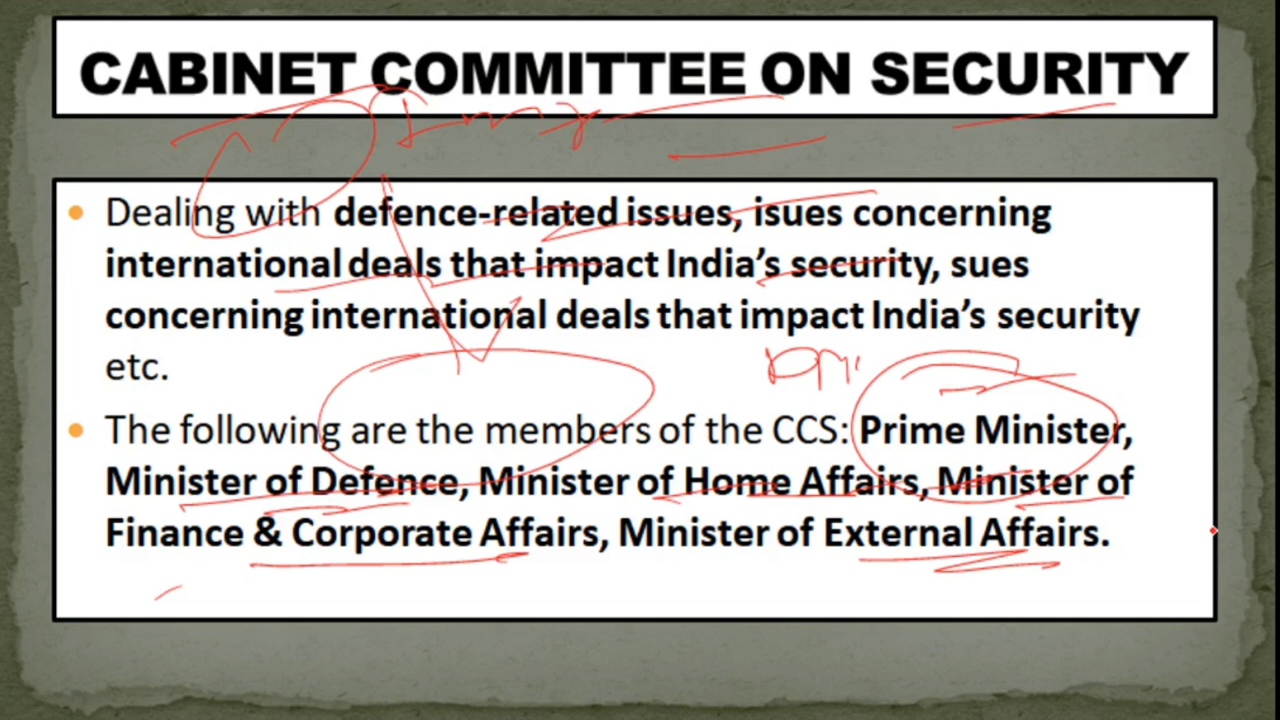 CABINET COMMITTEE ON SECURITY
• Dealing with defence-related issues, isues concerning
international deals that impact India’s security, sues
concerning international deals that impact India’s security
etc.
• The following are the members of the CCS: Prime Minister,
Minister of Defence, Minister of Home Affairs, Minister of
Finance & Corporate Affairs, Minister of External Affairs.